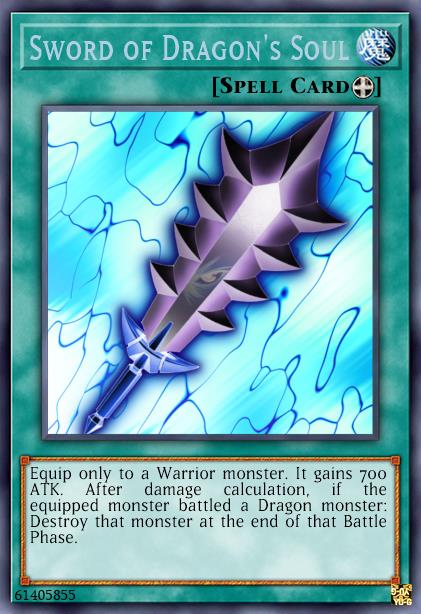 Sword of Dragon's Soul 魔
[Spell Card]
Equip only to a Warrior monster. It gains 700
ATK. After damage calculation, if the
equipped monster battled a Dragon monster:
Destroy that monster at the end of that Battle
Phase.
61405855